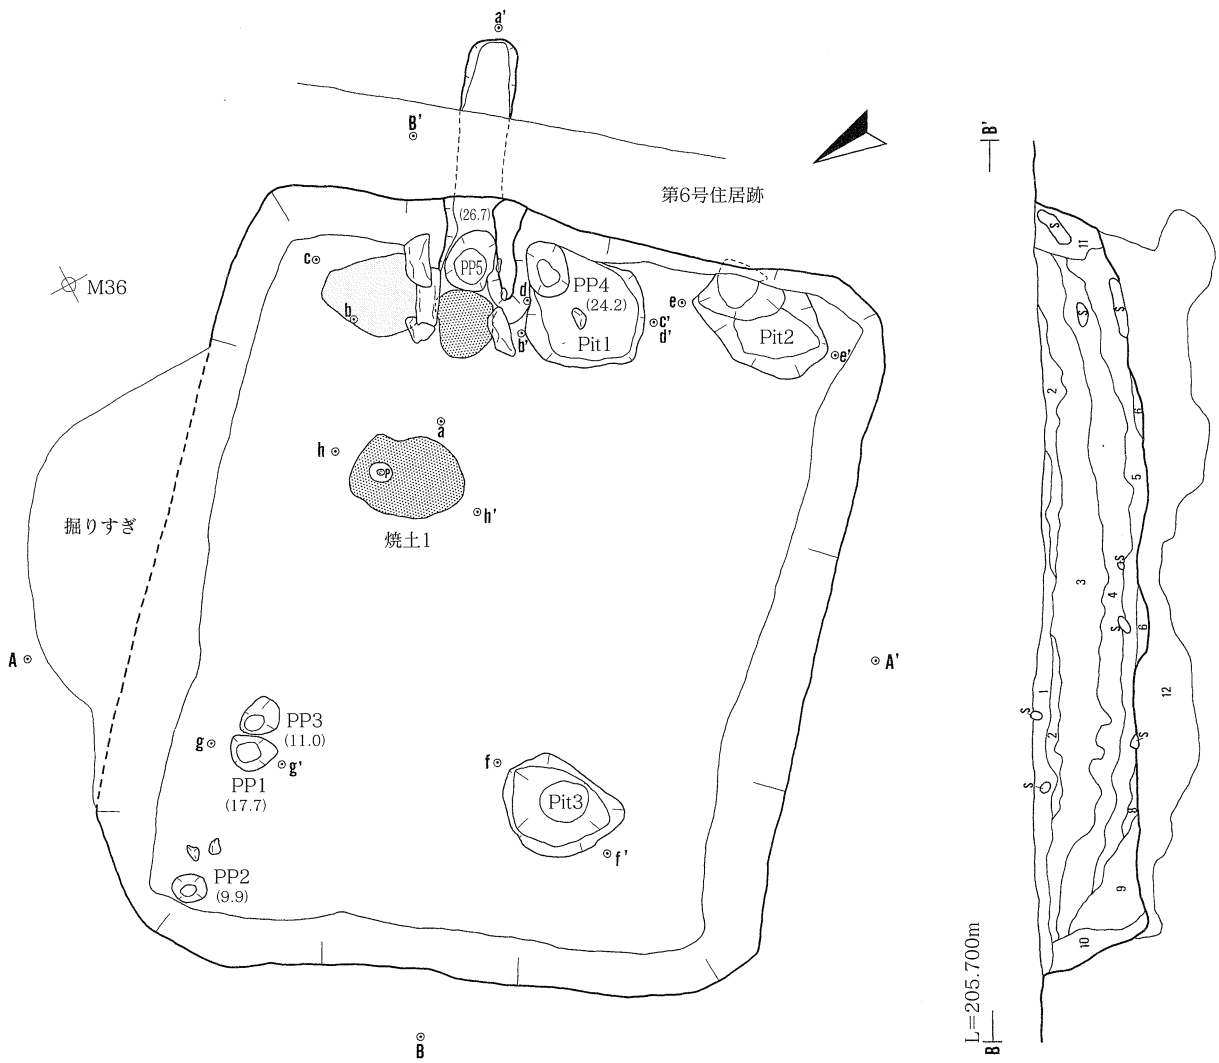 a'
B'
B'
第6号住居跡
(26.7)
S
11
c
PP5
M36
d
PP4
(24.2)
e
b
c'
d'
S
S
b'
Pit1
Pit2
e'
2
6
a
h
P
5
h'
掘りすぎ
焼土1
S
3
4
S
6
A
A'
12
1
S
PP3
(11.0)
g
g'
2
S
PP1
(17.7)
f
S
Pit3
8
f'
PP2
(9.9)
9
10
L=205.700m
B
B